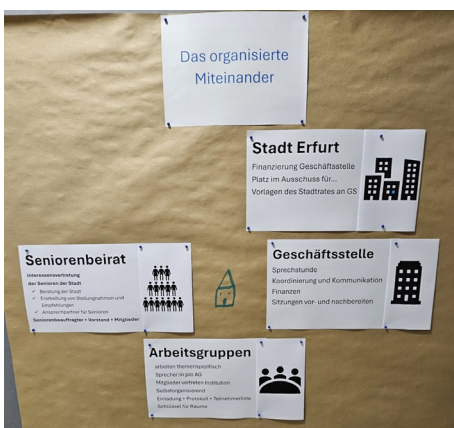 Das organisierte
Miteinander
Stadt Erfurt
Finanzierung Geschäftsstelle
Platz im Ausschuss für...
Vorlagen des Stadtrates an GS
Seniorenbeirat
Interessensvertretung
der Senioren der Stadt
✓ Beratung der Stadt
✓ Erarbeitung von Stellungnahmen und
Empfehlungen
✓ Ansprechpartner für Senioren
Seniorenbeauftragter + Vorstand + Mitglieder
Geschäftsstelle
Sprechstunde
Koordinierung und Kommunikation
Finanzen
Sitzungen vor- und nachbereiten
Arbeitsgruppen
arbeiten themenspezifisch
Sprecher:in pro AG
Mitglieder vertreten Institution
Selbstorganisierend
Einladung + Protokoll + Teilnehmerliste
Schlüssel für Räume